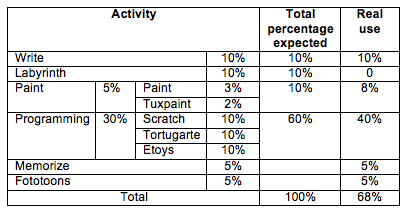 Activity Total percentage expected Real use
Write 10% 10% 10%
Labyrinth 10% 10% 0
Paint 5% Paint 3% 10% 8%
Tuxpaint 2%
Programming 30% Scratch 10% 60% 40%
Tortugarte 10%
Etoys 10%
Memorize 5% 5%
Fototoons 5% 5%
Total 100% 68%